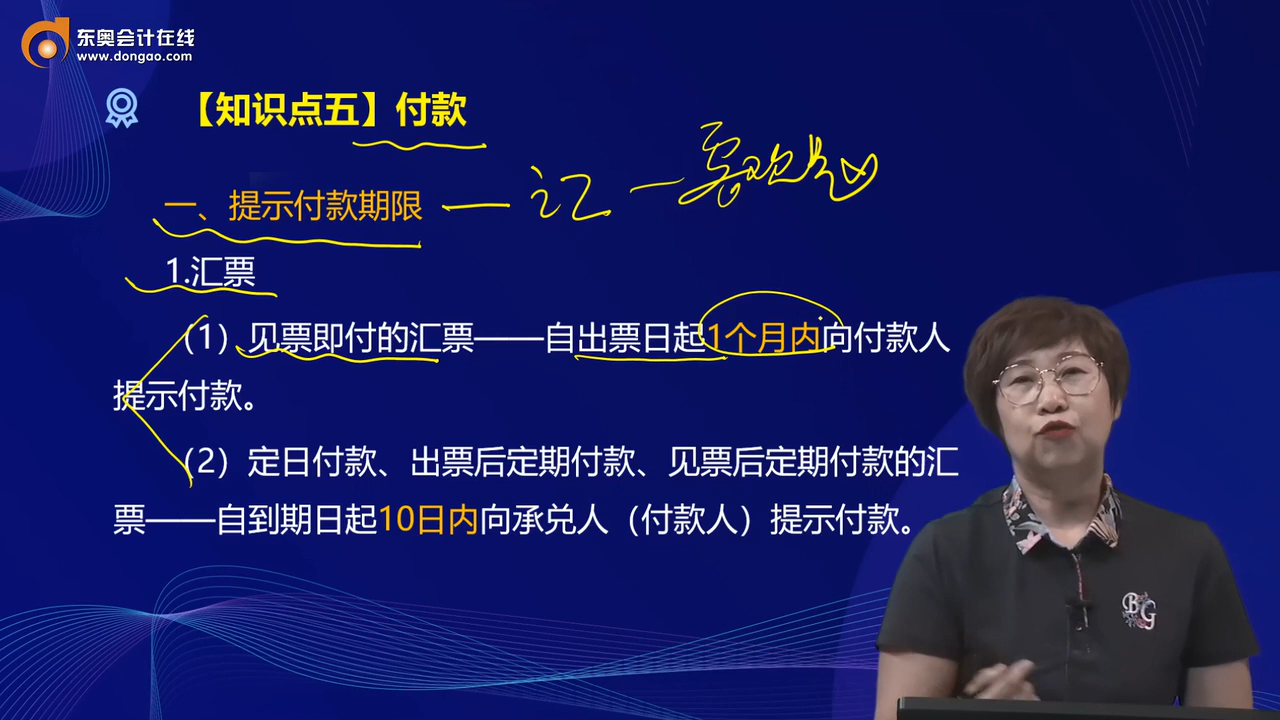 东奥会计在线
www.dongao.com
【知识点五】付款
一、提示付款期限
1.汇票
（1）见票即付的汇票——自出票日起1个月内向付款人
提示付款。
（2）定日付款、出票后定期付款、见票后定期付款的汇
票——自到期日起10日内向承兑人（付款人）提示付款。
BG